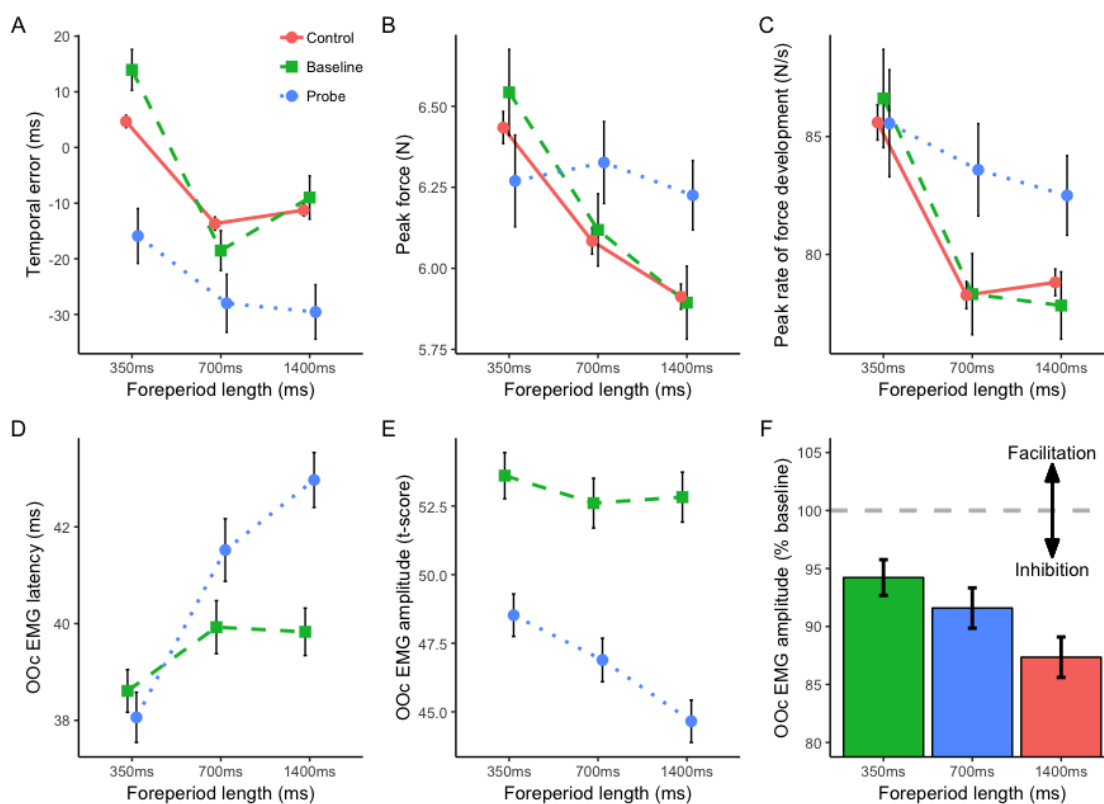 A
Temporal error (ms)
20
10
0
-10
-20
-30
350ms
700ms
1400ms
Foreperiod length (ms)
Control
Baseline
Probe
B
Peak force (N)
6.50
6.25
6.00
5.75
350ms
700ms
1400ms
Foreperiod length (ms)
C
Peak rate of force development (N/s)
85
80
350ms
700ms
1400ms
Foreperiod length (ms)
D
OOc EMG latency (ms)
42
40
38
350ms
700ms
1400ms
Foreperiod length (ms)
E
OOc EMG amplitude (t-score)
52.5
50.0
47.5
45.0
350ms
700ms
1400ms
Foreperiod length (ms)
F
OOc EMG amplitude (% baseline)
105
100
95
90
85
80
Facilitation
Inhibition
350ms
700ms
1400ms
Foreperiod length (ms)